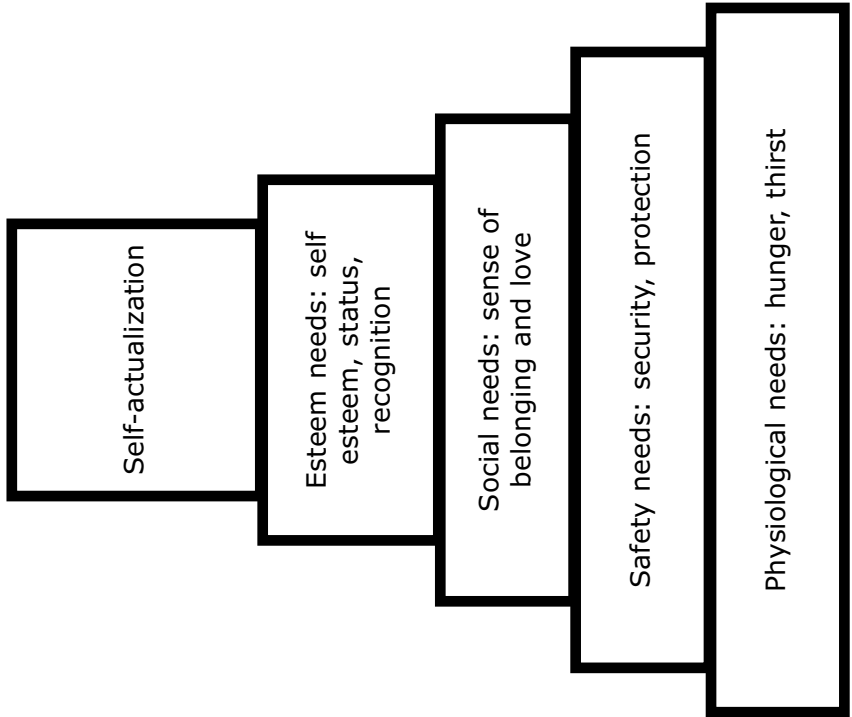 Self-actualization
Esteem needs: self
esteem, status,
recognition
Social needs: sense of
belonging and love
Safety needs: security, protection
Physiological needs: hunger, thirst